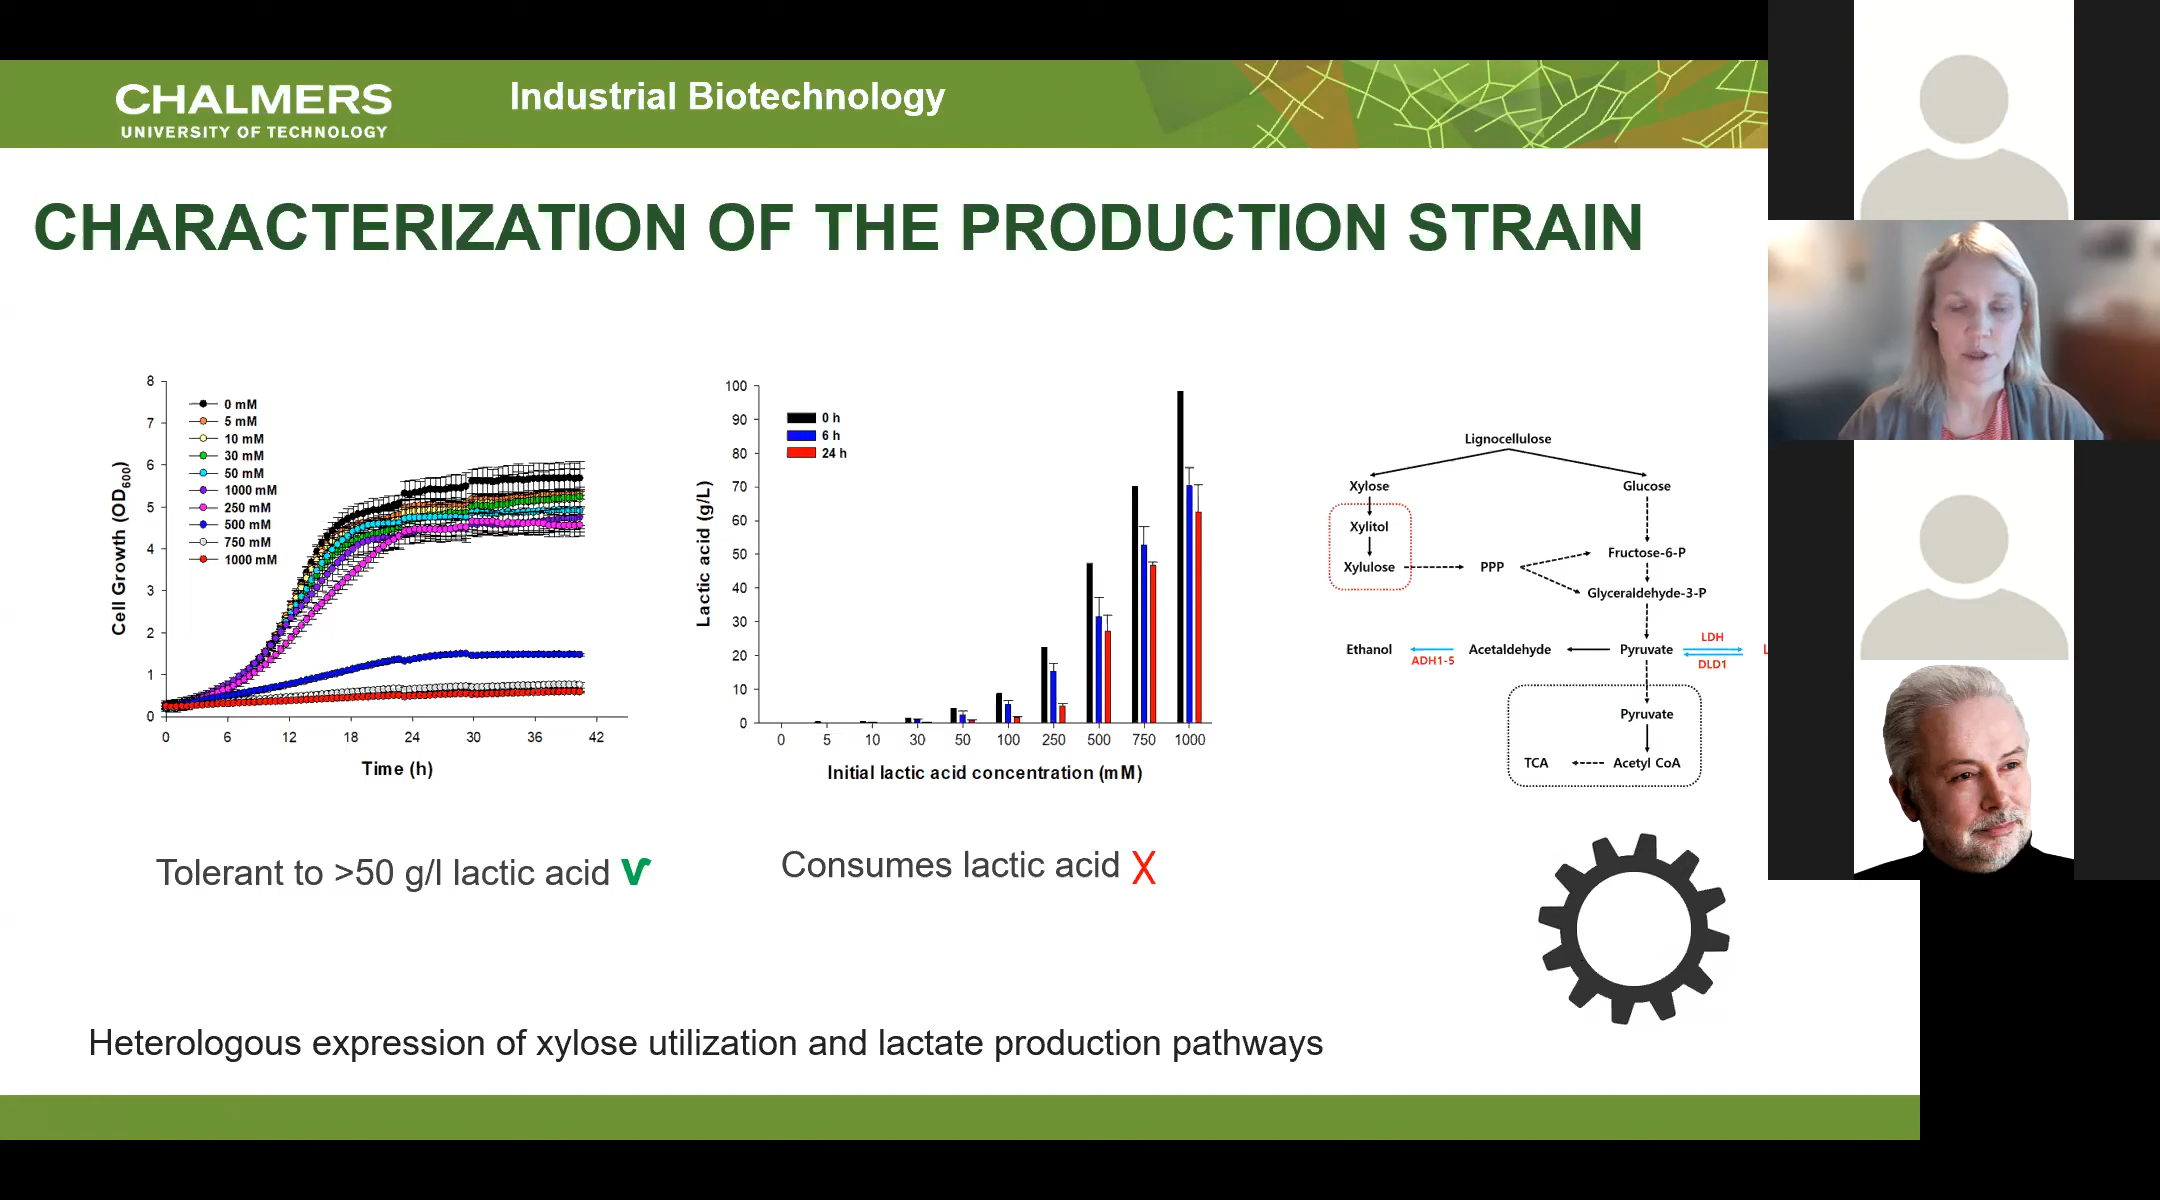 CHALMERS
UNIVERSITY OF TECHNOLOGY
Industrial Biotechnology
CHARACTERIZATION OF THE PRODUCTION STRAIN
8
7
6
5
4
3
2
1
0
Cell Growth (OD600)
0 mM
5 mM
10 mM
30 mM
50 mM
1000 mM
250 mM
500 mM
750 mM
1000 mM
0 6 12 18 24 30 36 42
Time (h)
100
90
80
70
60
50
40
30
20
10
0
Lactic acid (g/L)
0 h
6 h
24 h
0 5 10 30 50 100 250 500 750 1000
Initial lactic acid concentration (mM)
Lignocellulose
Xylose Glucose
Xylitol
Fructose-6-P
Xylulose PPP
Glyceraldehyde-3-P
LDH
Ethanol Acetaldehyde Pyruvate L
ADH1-5 DLD1
Pyruvate
TCA Acetyl CoA
Tolerant to >50 g/l lactic acid v
Consumes lactic acid X
Heterologous expression of xylose utilization and lactate production pathways